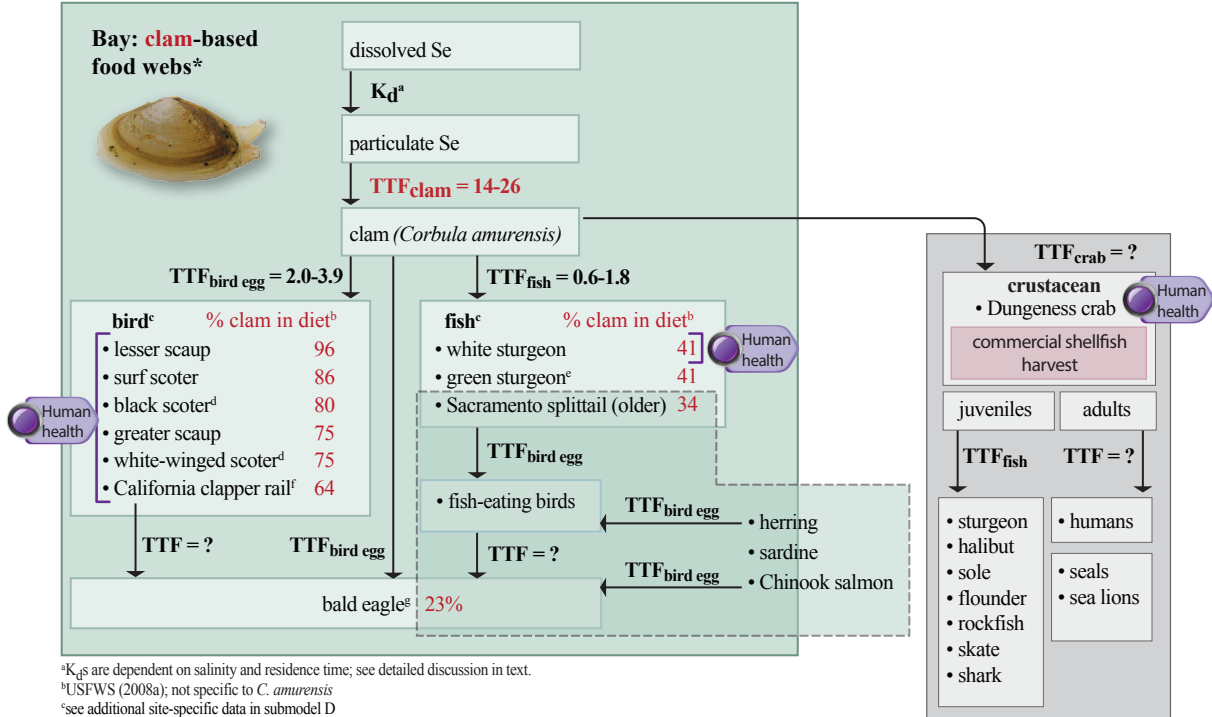 Bay: clam-based
food webs*
dissolved Se
Kdᵃ
particulate Se
TTFclam = 14-26
clam (Corbula amurensis)
TTFbird egg = 2.0-3.9
TTFfish = 0.6-1.8
birdᶜ % clam in dietᵇ
• lesser scaup 96
• surf scoter 86
• black scoterᵈ 80
• greater scaup 75
• white-winged scoterᵈ 75
• California clapper railᶠ 64
Human
health
fishᶜ % clam in dietᵇ
• white sturgeon 41
• green sturgeonᵉ 41
• Sacramento splittail (older) 34
Human
health
TTFbird egg
• fish-eating birds
TTFbird egg
• herring
• sardine
• Chinook salmon
TTF = ?
TTFbird egg
TTF = ?
TTFbird egg
bald eagleᵍ 23%
TTFcrab = ?
crustacean
• Dungeness crab
Human
health
commercial shellfish
harvest
juveniles
adults
TTFfish
TTF = ?
• sturgeon
• halibut
• sole
• flounder
• rockfish
• skate
• shark
• humans
• seals
• sea lions
ᵃKds are dependent on salinity and residence time; see detailed discussion in text.
ᵇUSFWS (2008a); not specific to C. amurensis
ᶜsee additional site-specific data in submodel D